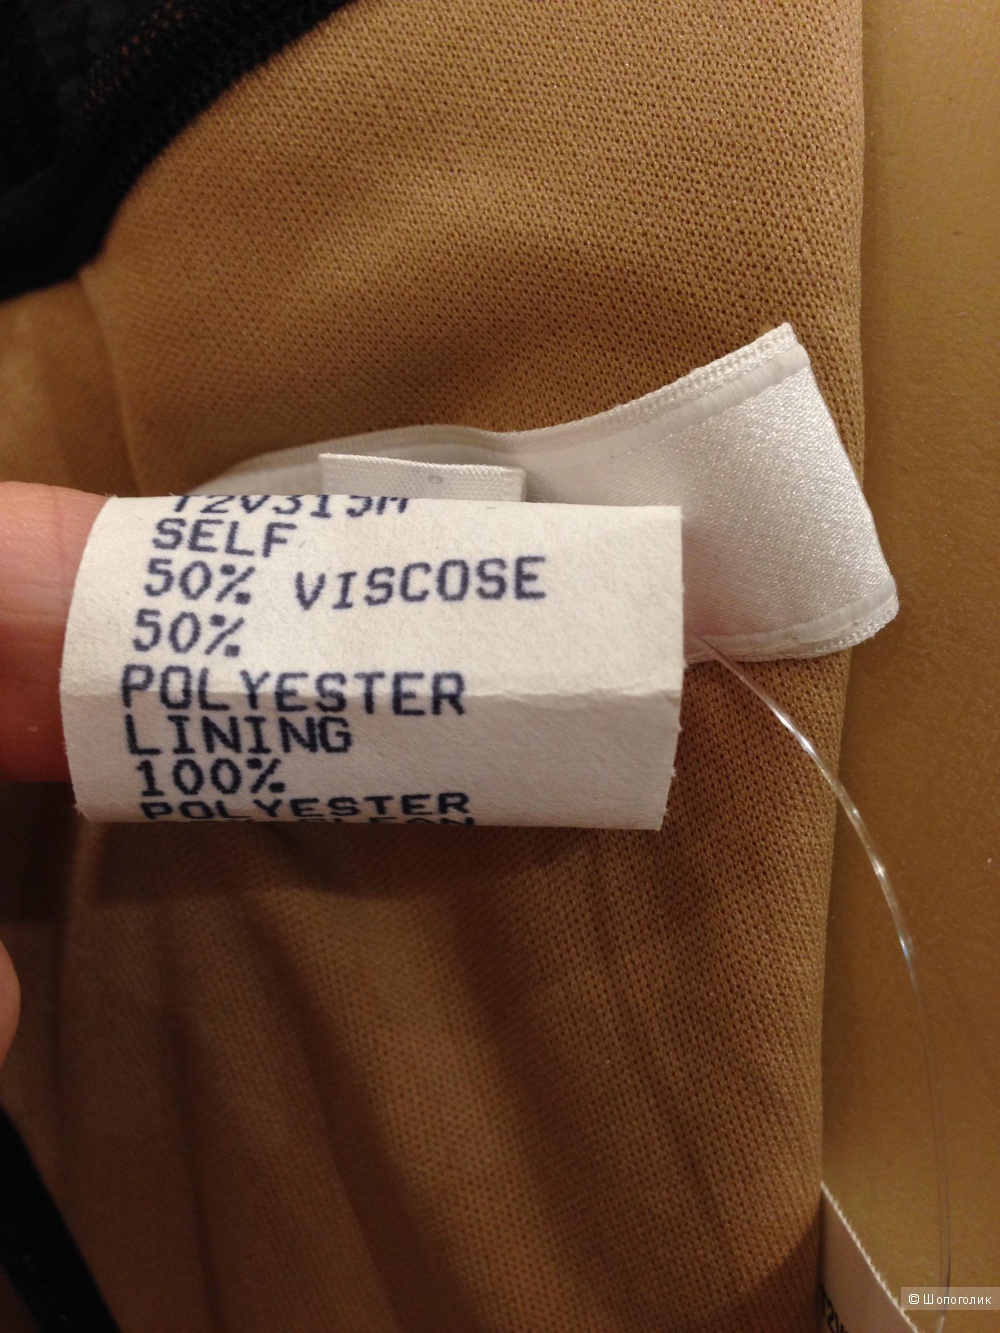 SELF
50% VISCOSE
50%
POLYESTER
LINING
100%
POLYESTER
© Шопоголик